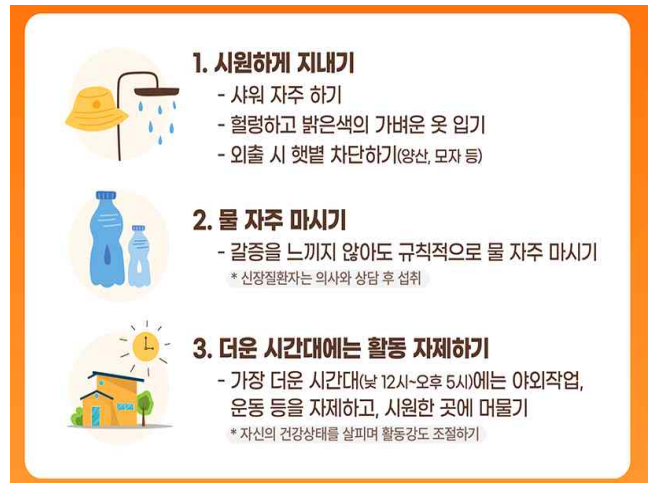 1. 시원하게 지내기
- 샤워 자주 하기
- 헐렁하고 밝은색의 가벼운 옷 입기
- 외출 시 햇볕 차단하기(양산, 모자 등)
2. 물 자주 마시기
- 갈증을 느끼지 않아도 규칙적으로 물 자주 마시기
* 신장질환자는 의사와 상담 후 섭취
3. 더운 시간대에는 활동 자제하기
- 가장 더운 시간대(낮 12시~오후 5시)에는 야외작업,
운동 등을 자제하고, 시원한 곳에 머물기
* 자신의 건강상태를 살피며 활동강도 조절하기